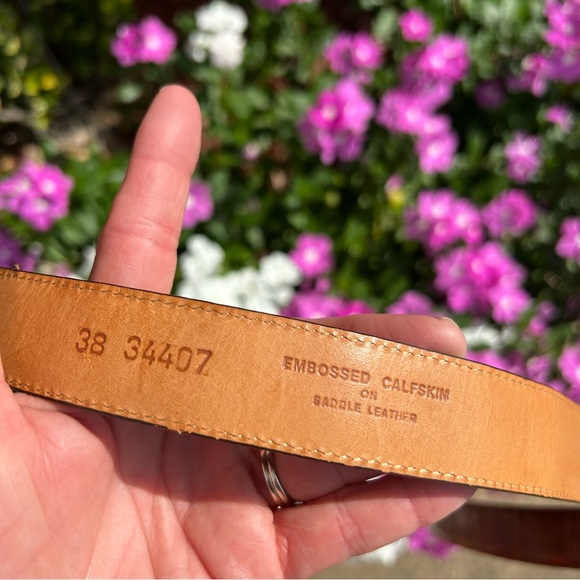 38 34407
EMBOSSED CALFSKIN
ON
SADDLE LEATHER